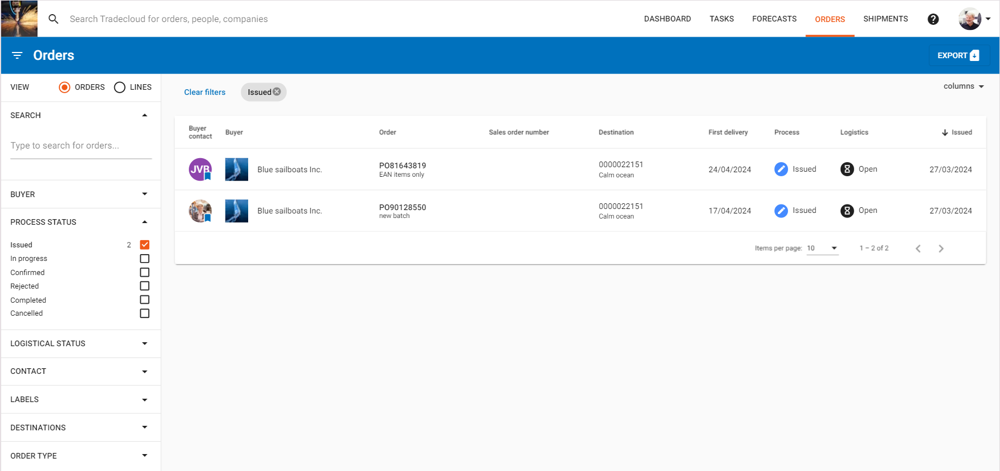 Search Tradecloud for orders, people, companies
DASHBOARD
TASKS
FORECASTS
ORDERS
SHIPMENTS
?
Orders
EXPORT
VIEW
ORDERS
LINES
Clear filters
Issued
columns
SEARCH
Type to search for orders...
BUYER
PROCESS STATUS
Issued 2
In progress
Confirmed
Rejected
Completed
Cancelled
LOGISTICAL STATUS
CONTACT
LABELS
DESTINATIONS
ORDER TYPE
Buyer
contact
Buyer
Order
Sales order number
Destination
First delivery
Process
Logistics
Issued
JVB
Blue sailboats Inc.
PO81643819
EAN items only
0000022151
Calm ocean
24/04/2024
Issued
Open
27/03/2024
Blue sailboats Inc.
PO90128550
new batch
0000022151
Calm ocean
17/04/2024
Issued
Open
27/03/2024
Items per page: 10
1 – 2 of 2